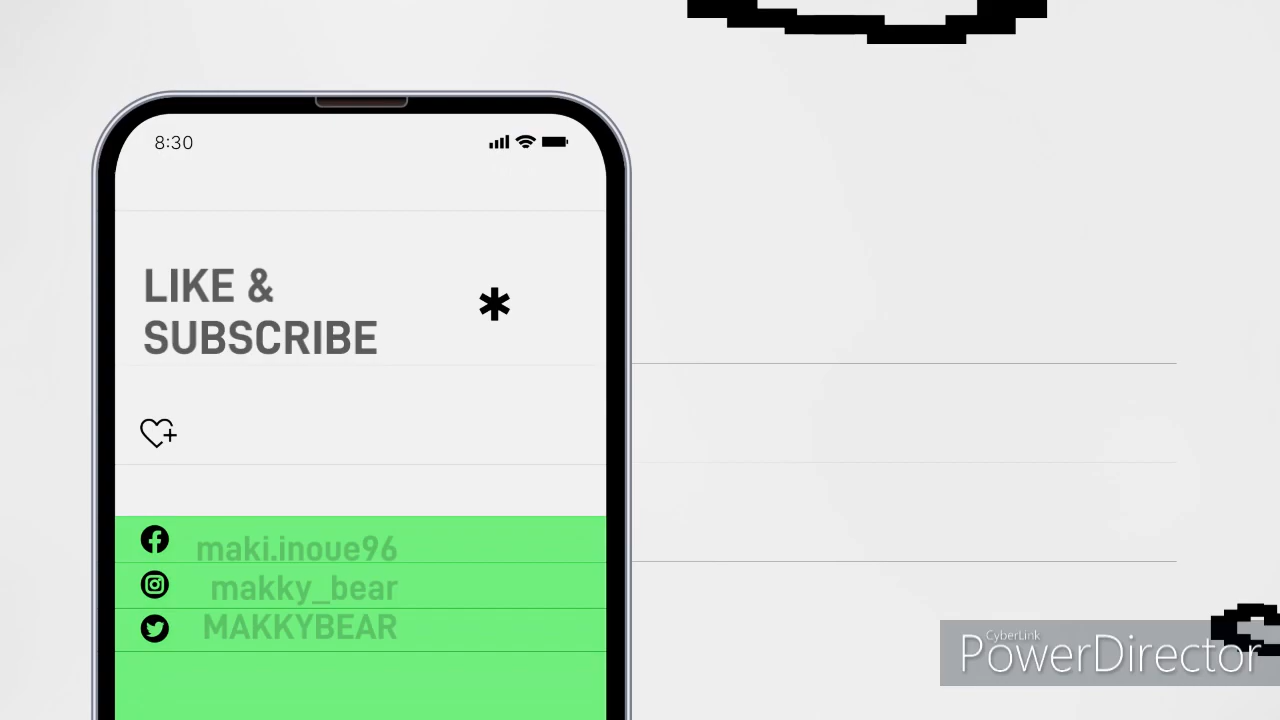 8:30
LIKE &
SUBSCRIBE
maki.inoue96
makky_bear
MAKKYBEAR
CyberLink
PowerDirector